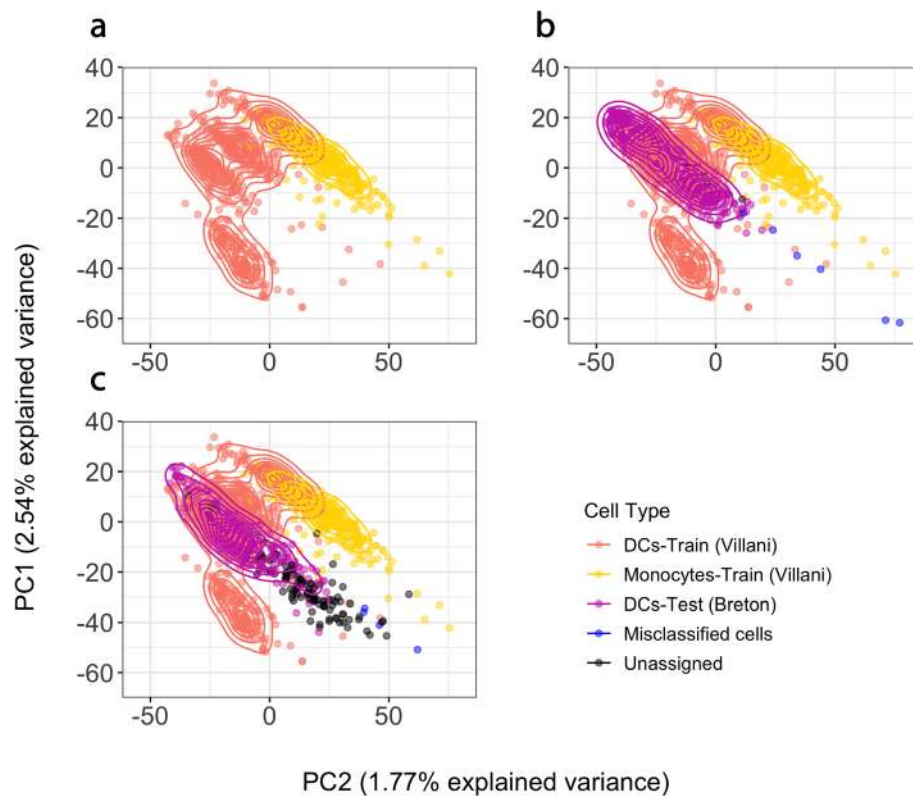 a
40
20
0
-20
-40
-60
-50
0
50
b
40
20
0
-20
-40
-60
-50
0
50
c
40
20
0
-20
-40
-60
-50
0
50
PC1 (2.54% explained variance)
PC2 (1.77% explained variance)
Cell Type
DCs-Train (Villani)
Monocytes-Train (Villani)
DCs-Test (Breton)
Misclassified cells
Unassigned